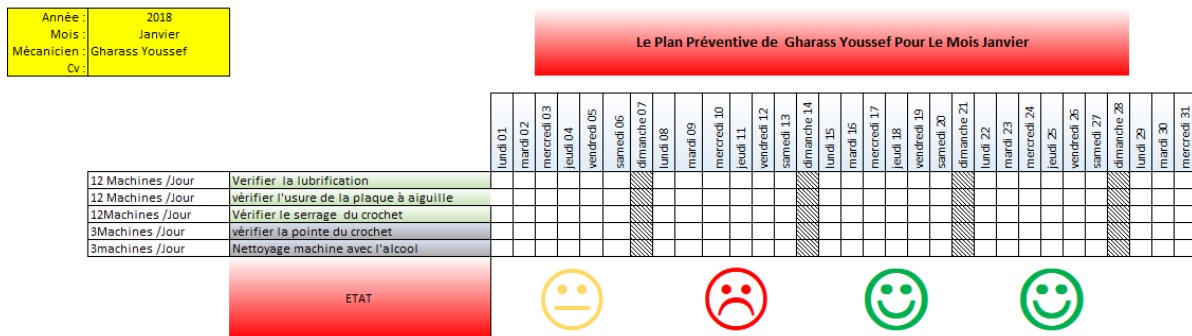 Année : 2018
Mois : Janvier
Mécanicien : Gharass Youssef
Cv :
Le Plan Préventive de Gharass Youssef Pour Le Mois Janvier
lundi 01
mardi 02
mercredi 03
jeudi 04
vendredi 05
samedi 06
dimanche 07
lundi 08
mardi 09
mercredi 10
jeudi 11
vendredi 12
samedi 13
dimanche 14
lundi 15
mardi 16
mercredi 17
jeudi 18
vendredi 19
samedi 20
dimanche 21
lundi 22
mardi 23
mercredi 24
jeudi 25
vendredi 26
samedi 27
dimanche 28
lundi 29
mardi 30
mercredi 31
12 Machines /Jour Verifier la lubrification
12 Machines /Jour vérifier l'usure de la plaque à aiguille
12Machines /Jour Vérifier le serrage du crochet
3Machines /Jour vérifier la pointe du crochet
3machines /Jour Nettoyage machine avec l'alcool
ETAT